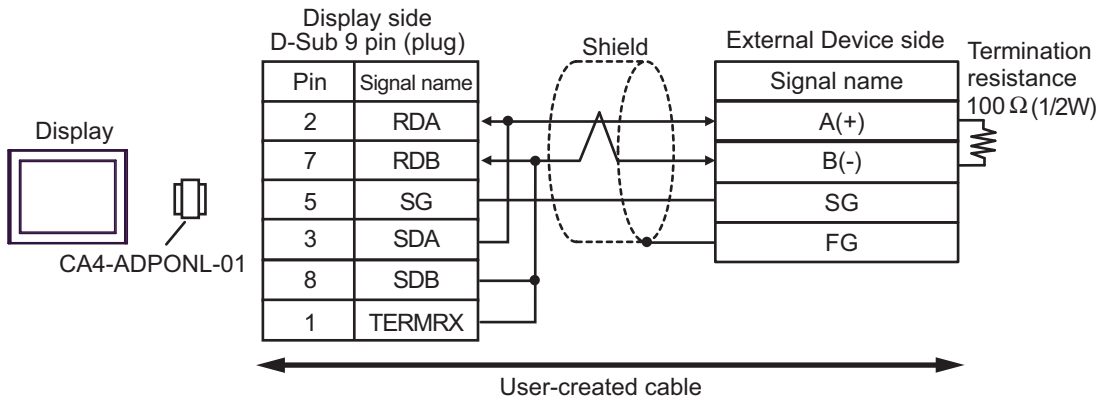 Display side
D-Sub 9 pin (plug)
Shield
External Device side
Termination
resistance
100 Ω (1/2W)
Display
CA4-ADPONL-01
Pin Signal name
2 RDA
7 RDB
5 SG
3 SDA
8 SDB
1 TERMRX
Signal name
A(+)
B(-)
SG
FG
User-created cable